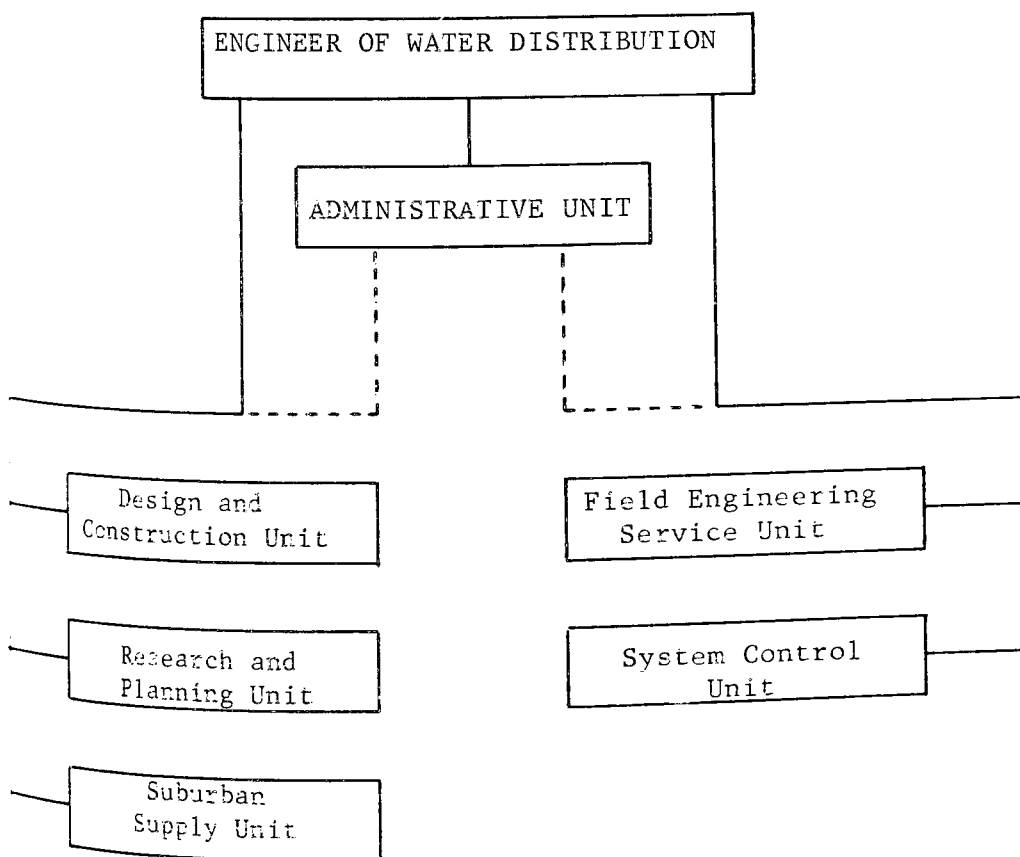 ENGINEER OF WATER DISTRIBUTION
ADMINISTRATIVE UNIT
Design and
Construction Unit
Research and
Planning Unit
Suburban
Supply Unit
Field Engineering
Service Unit
System Control
Unit